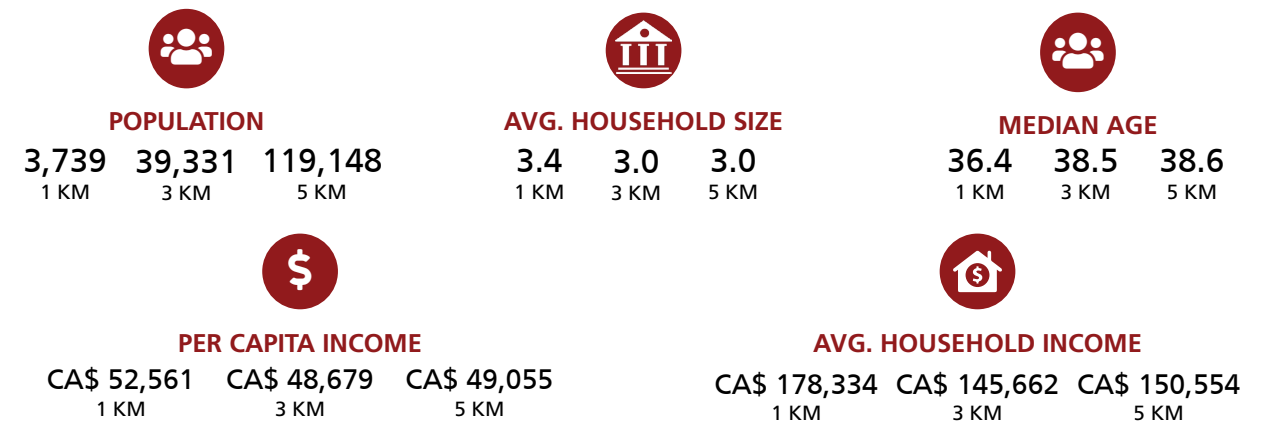 POPULATION
3,739 39,331 119,148
1 KM 3 KM 5 KM
AVG. HOUSEHOLD SIZE
3.4 3.0 3.0
1 KM 3 KM 5 KM
MEDIAN AGE
36.4 38.5 38.6
1 KM 3 KM 5 KM
$
PER CAPITA INCOME
CA$ 52,561 CA$ 48,679 CA$ 49,055
1 KM 3 KM 5 KM
$
AVG. HOUSEHOLD INCOME
CA$ 178,334 CA$ 145,662 CA$ 150,554
1 KM 3 KM 5 KM